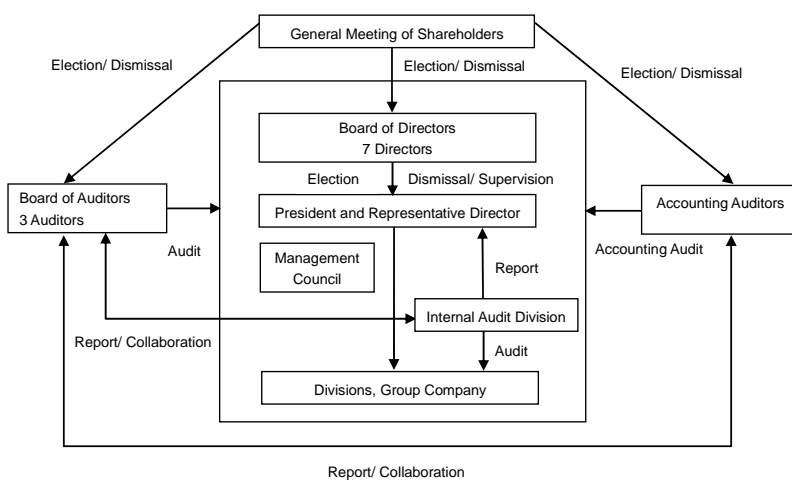 General Meeting of Shareholders
Election/ Dismissal
Election/ Dismissal
Election/ Dismissal
Board of Directors
7 Directors
Election
Dismissal/ Supervision
Board of Auditors
3 Auditors
President and Representative Director
Accounting Auditors
Audit
Accounting Audit
Management
Council
Report
Internal Audit Division
Report/ Collaboration
Audit
Divisions, Group Company
Report/ Collaboration